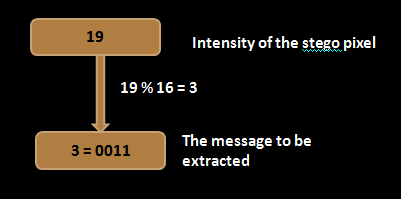 19
Intensity of the stego pixel
19 % 16 = 3
3 = 0011
The message to be
extracted